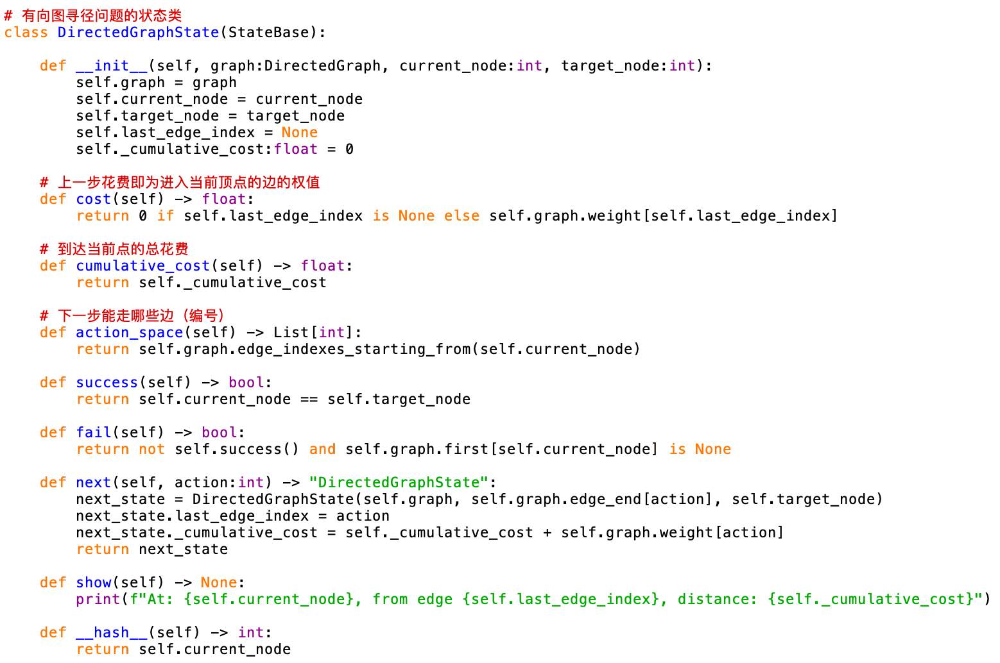 # 有向图寻径问题的状态类
class DirectedGraphState(StateBase):

    def __init__(self, graph:DirectedGraph, current_node:int, target_node:int):
        self.graph = graph
        self.current_node = current_node
        self.target_node = target_node
        self.last_edge_index = None
        self._cumulative_cost:float = 0

    # 上一步花费即为进入当前顶点的边的权值
    def cost(self) -> float:
        return 0 if self.last_edge_index is None else self.graph.weight[self.last_edge_index]

    # 到达当前点的总花费
    def cumulative_cost(self) -> float:
        return self._cumulative_cost

    # 下一步能走哪些边（编号）
    def action_space(self) -> List[int]:
        return self.graph.edge_indexes_starting_from(self.current_node)

    def success(self) -> bool:
        return self.current_node == self.target_node

    def fail(self) -> bool:
        return not self.success() and self.graph.first[self.current_node] is None

    def next(self, action:int) -> "DirectedGraphState":
        next_state = DirectedGraphState(self.graph, self.graph.edge_end[action], self.target_node)
        next_state.last_edge_index = action
        next_state._cumulative_cost = self._cumulative_cost + self.graph.weight[action]
        return next_state

    def show(self) -> None:
        print(f"At: {self.current_node}, from edge {self.last_edge_index}, distance: {self._cumulative_cost}")

    def __hash__(self) -> int:
        return self.current_node